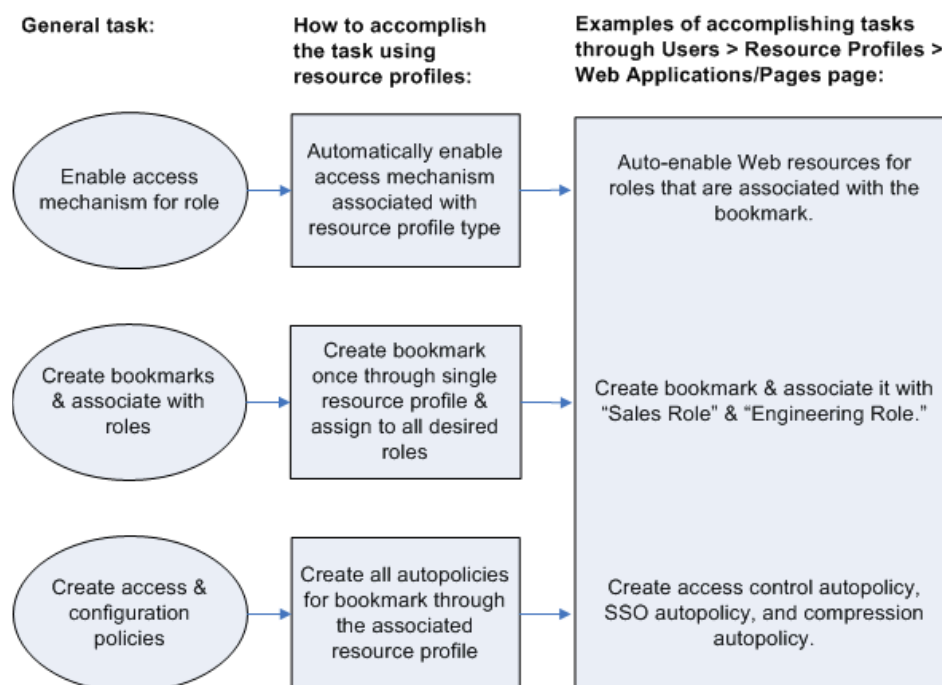 General task:
How to accomplish
the task using
resource profiles:
Examples of accomplishing tasks
through Users > Resource Profiles >
Web Applications/Pages page:
Enable access
mechanism for role
Automatically enable
access mechanism
associated with
resource profile type
Auto-enable Web resources for
roles that are associated with the
bookmark.
Create bookmarks
& associate with
roles
Create bookmark
once through single
resource profile &
assign to all desired
roles
Create bookmark & associate it with
“Sales Role” & “Engineering Role.”
Create access &
configuration
policies
Create all autopolicies
for bookmark through
the associated
resource profile
Create access control autopolicy,
SSO autopolicy, and compression
autopolicy.